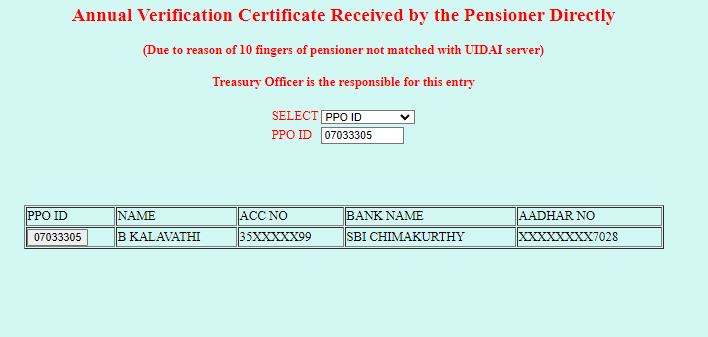 Annual Verification Certificate Received by the Pensioner Directly
(Due to reason of 10 fingers of pensioner not matched with UIDAI server)
Treasury Officer is the responsible for this entry
SELECT PPO ID
PPO ID 07033305
PPO ID NAME ACC NO BANK NAME AADHAR NO
07033305 B KALAVATHI 35XXXXX99 SBI CHIMAKURTHY XXXXXXXX7028